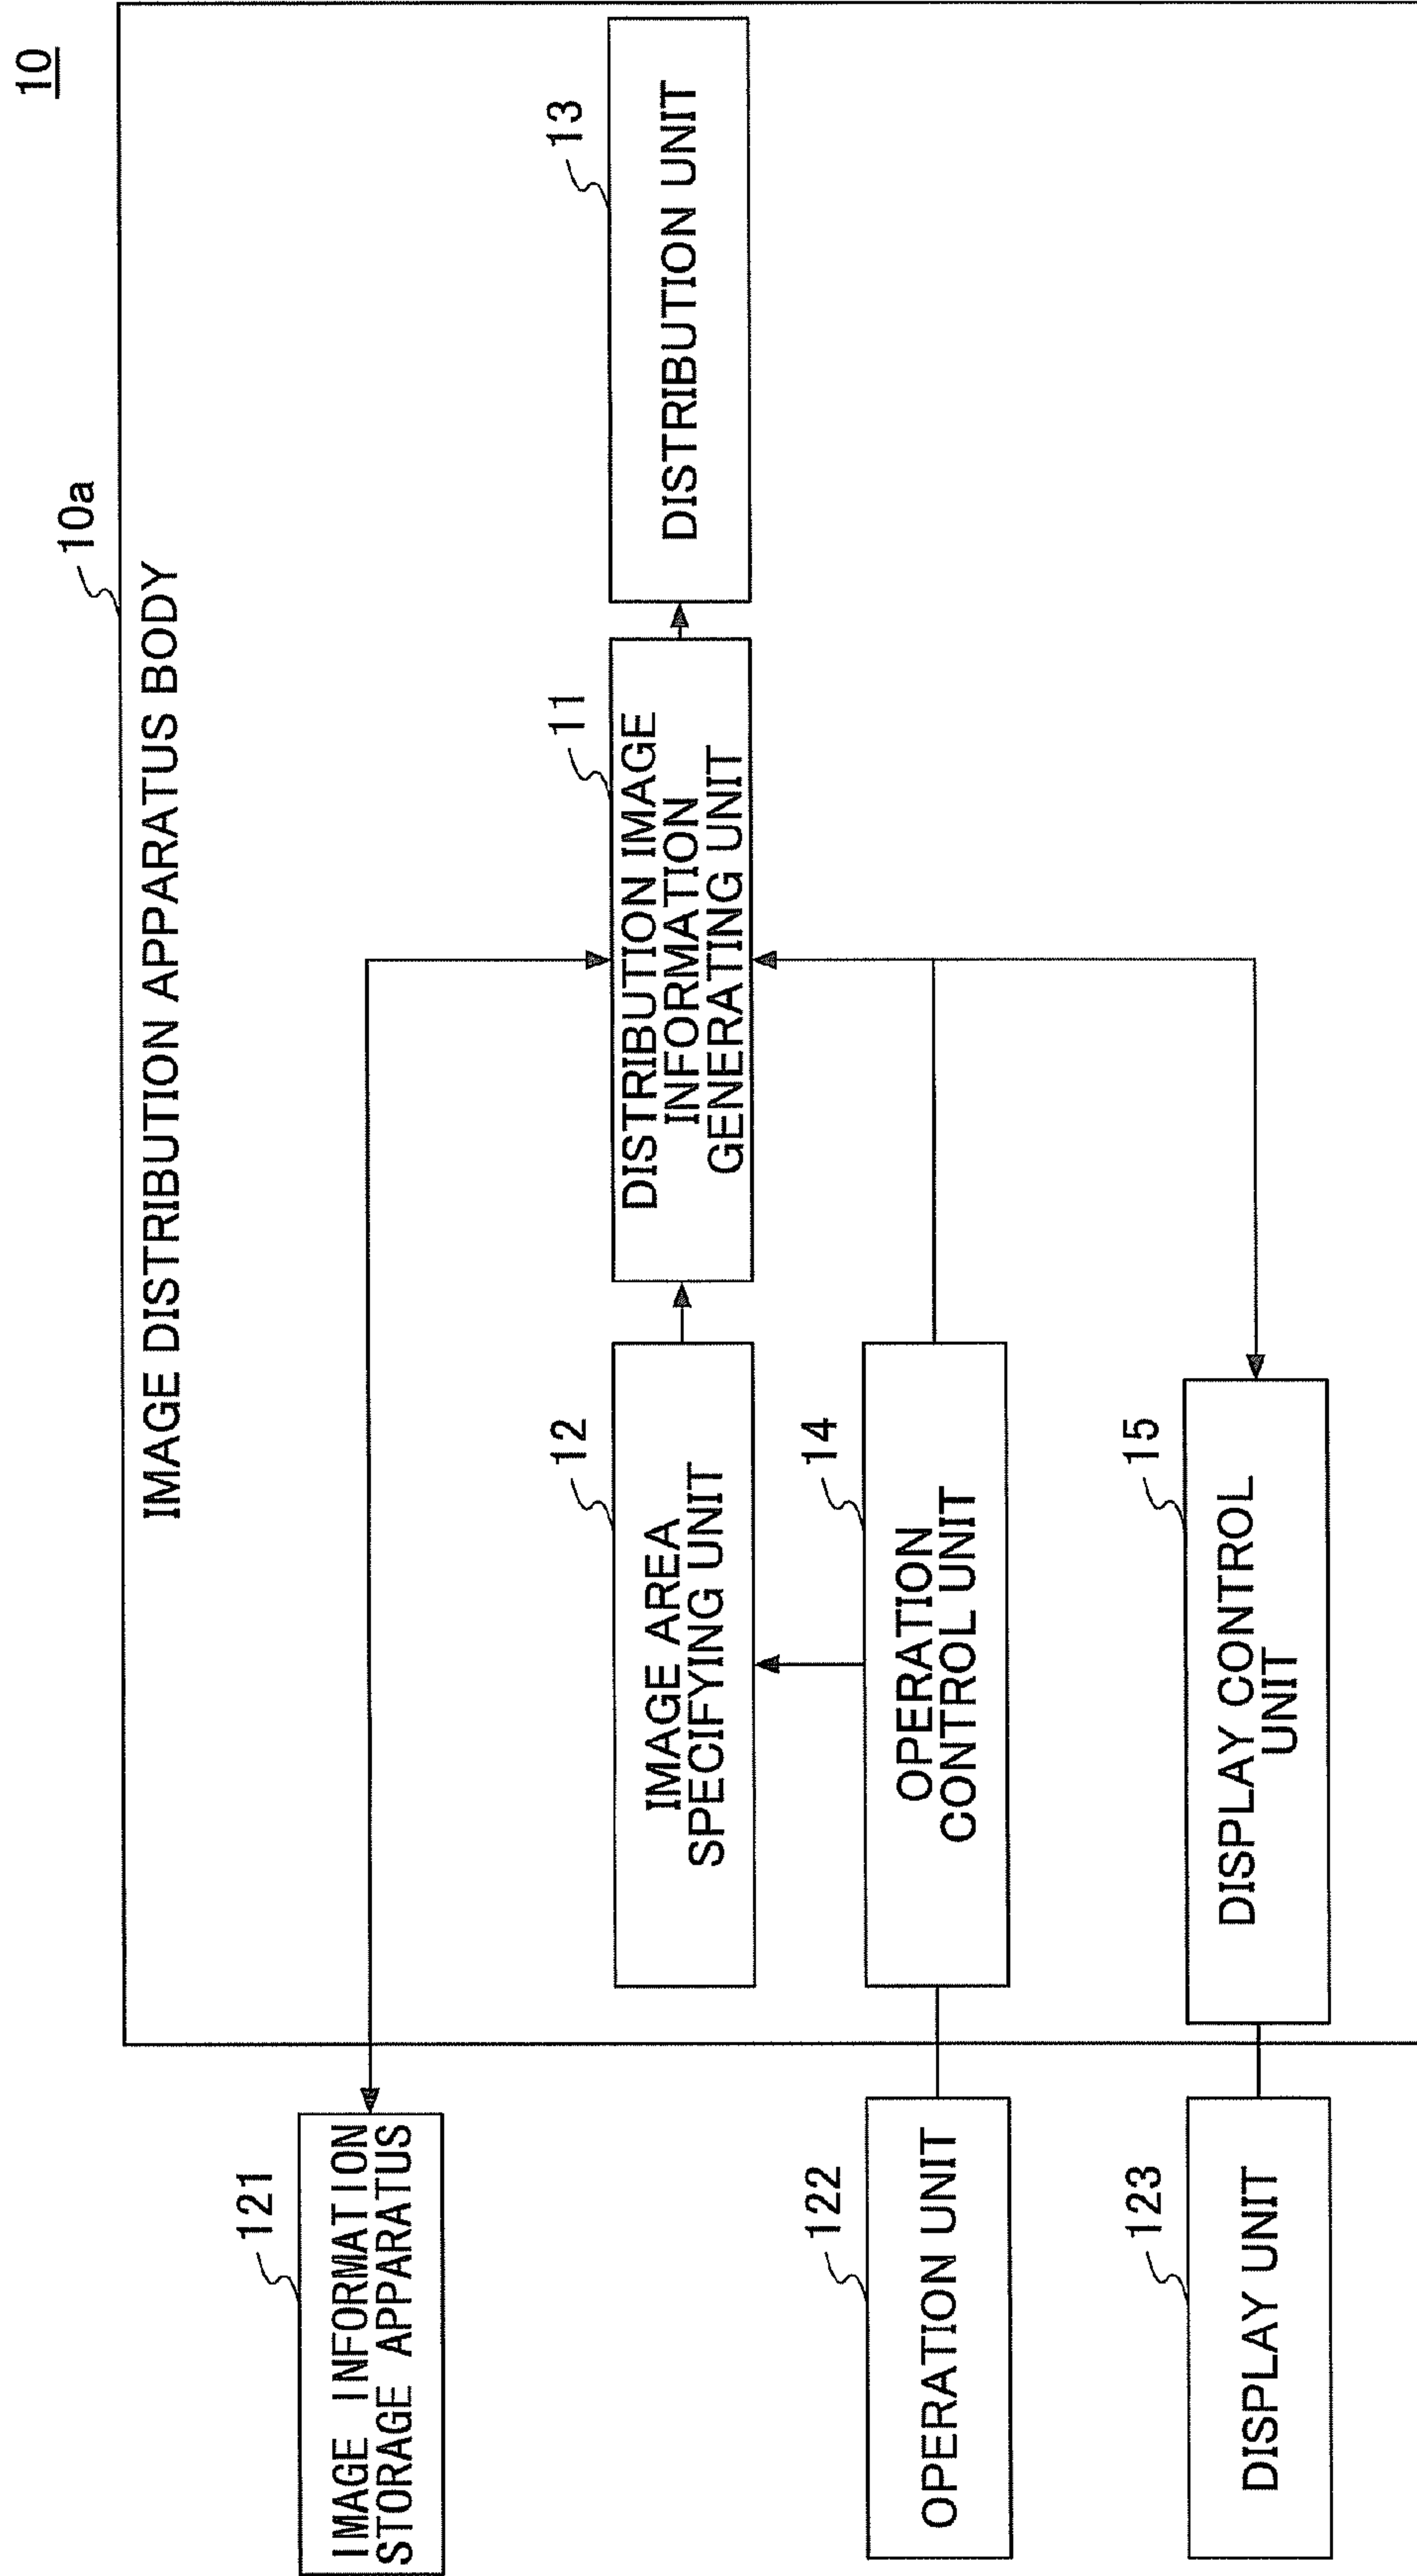 10
10a
IMAGE DISTRIBUTION APPARATUS BODY
121
IMAGE INFORMATION
STORAGE APPARATUS
12
IMAGE AREA
SPECIFYING UNIT
11
DISTRIBUTION IMAGE
INFORMATION
GENERATING UNIT
13
DISTRIBUTION UNIT
122
OPERATION UNIT
14
OPERATION
CONTROL UNIT
123
DISPLAY UNIT
15
DISPLAY CONTROL
UNIT